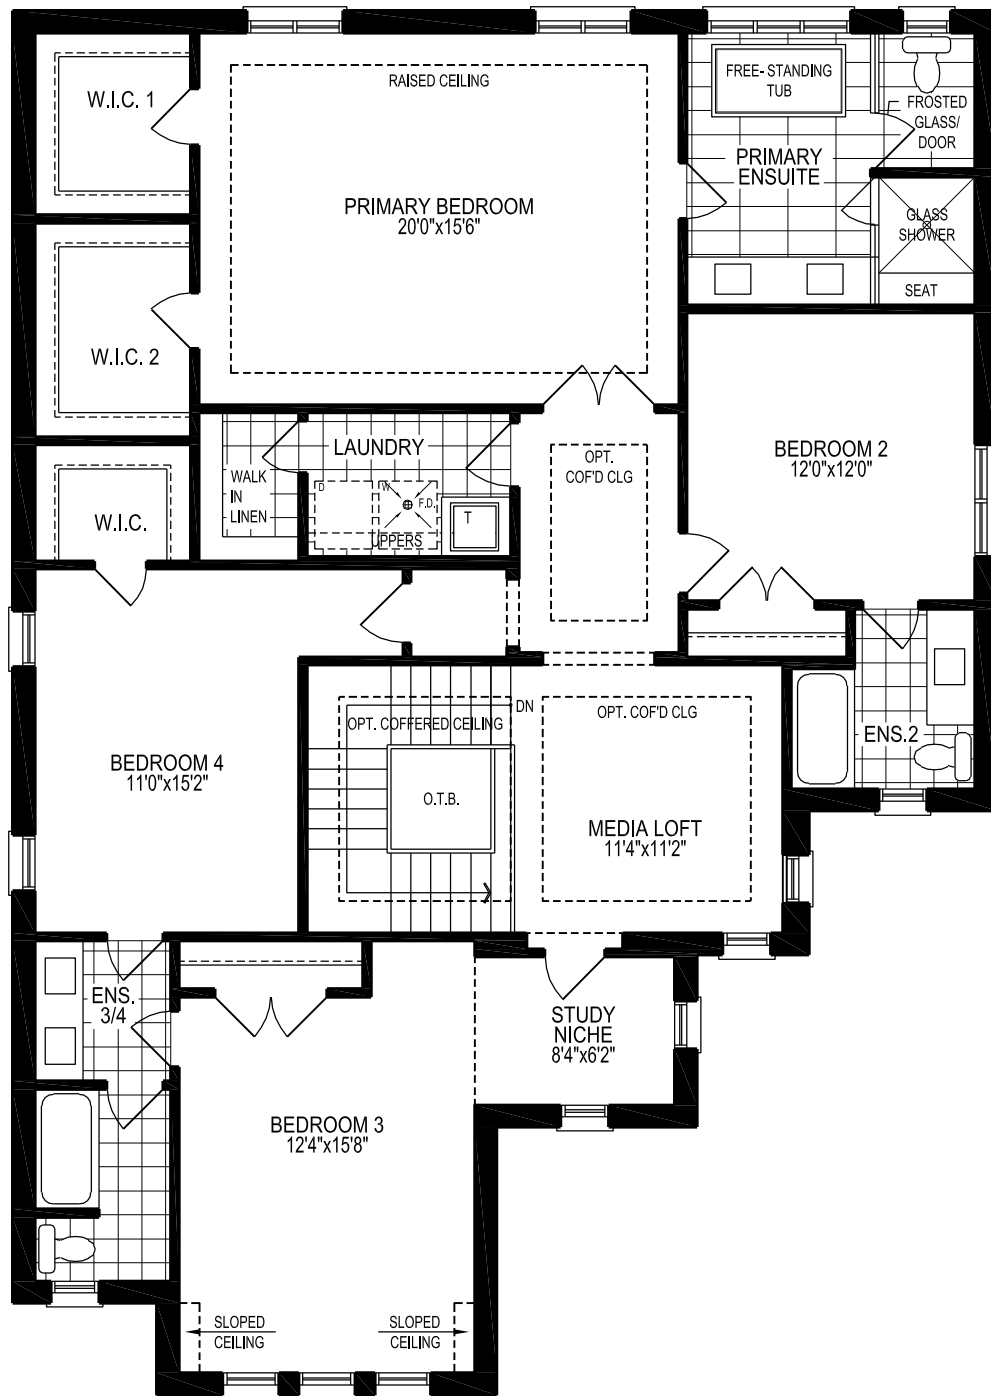 W.I.C. 1
RAISED CEILING
PRIMARY BEDROOM
20'0"x15'6"
FREE-STANDING
TUB
FROSTED
GLASS/
DOOR
PRIMARY
ENSUITE
GLASS
SHOWER
SEAT
W.I.C. 2
W.I.C.
WALK
IN
LINEN
LAUNDRY
D
W
F.D.
UPPERS
T
OPT.
COF'D CLG
BEDROOM 2
12'0"x12'0"
ENS.2
DN
OPT. COFFERED CEILING
O.T.B.
OPT. COF'D CLG
MEDIA LOFT
11'4"x11'2"
BEDROOM 4
11'0"x15'2"
ENS.
3/4
STUDY
NICHE
8'4"x6'2"
BEDROOM 3
12'4"x15'8"
SLOPED
CEILING
SLOPED
CEILING